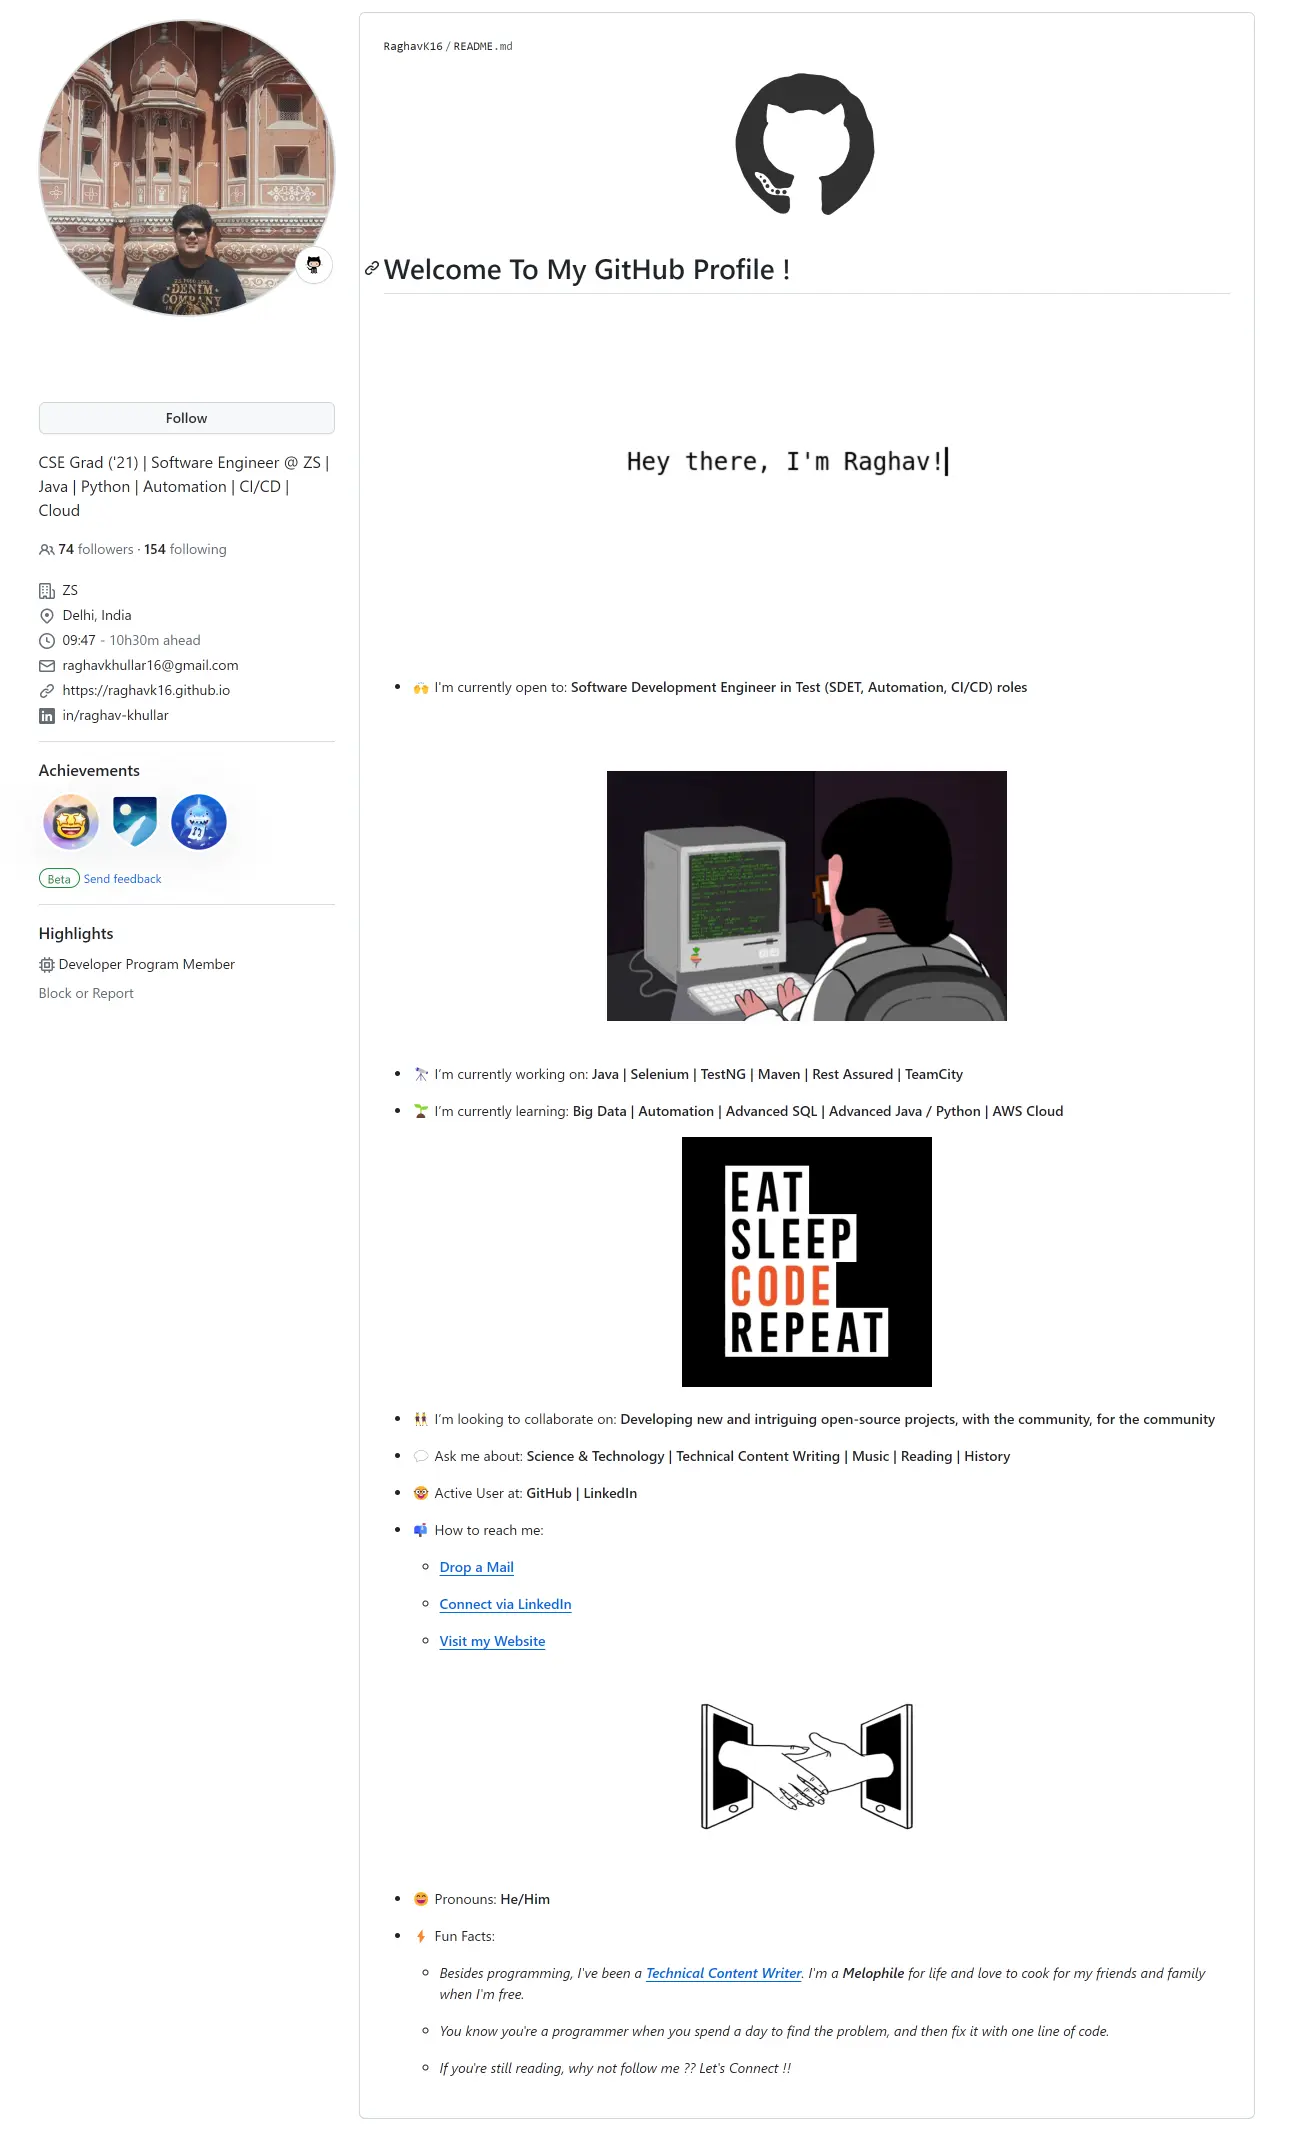 DENIM
COMPANY
Follow
CSE Grad ('21) | Software Engineer @ ZS |
Java | Python | Automation | CI/CD |
Cloud
74 followers · 154 following
ZS
Delhi, India
09:47 - 10h30m ahead
raghavkhullar16@gmail.com
https://raghavk16.github.io
in/raghav-khullar
Achievements
Beta Send feedback
Highlights
Developer Program Member
Block or Report
RaghavK16 / README.md
Welcome To My GitHub Profile !
Hey there, I'm Raghav!
I'm currently open to: Software Development Engineer in Test (SDET, Automation, CI/CD) roles
I'm currently working on: Java | Selenium | TestNG | Maven | Rest Assured | TeamCity
I'm currently learning: Big Data | Automation | Advanced SQL | Advanced Java / Python | AWS Cloud
EAT
SLEEP
CODE
REPEAT
I'm looking to collaborate on: Developing new and intriguing open-source projects, with the community, for the community
Ask me about: Science & Technology | Technical Content Writing | Music | Reading | History
Active User at: GitHub | LinkedIn
How to reach me:
Drop a Mail
Connect via LinkedIn
Visit my Website
Pronouns: He/Him
Fun Facts:
Besides programming, I've been a Technical Content Writer. I'm a Melophile for life and love to cook for my friends and family
when I'm free.
You know you're a programmer when you spend a day to find the problem, and then fix it with one line of code.
If you're still reading, why not follow me ?? Let's Connect !!